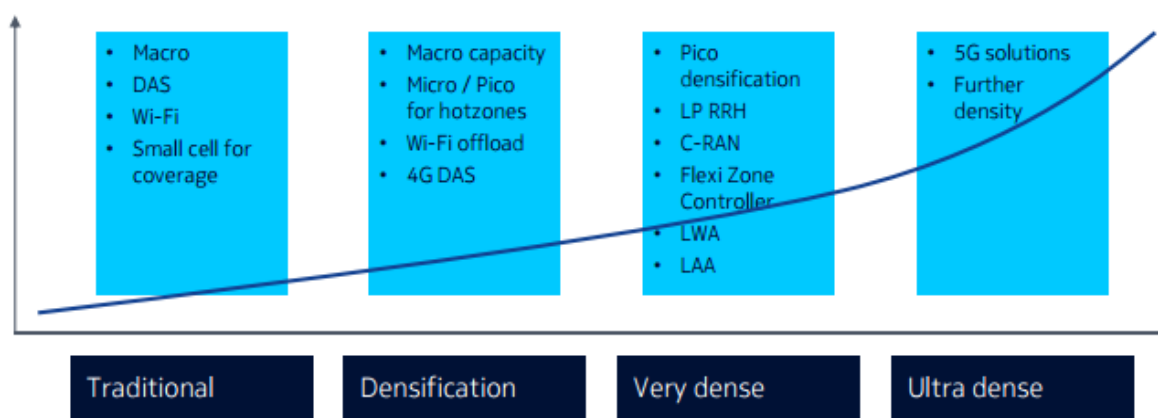 • Macro
• DAS
• Wi-Fi
• Small cell for
coverage
• Macro capacity
• Micro / Pico
for hotzones
• Wi-Fi offload
• 4G DAS
• Pico
densification
• LP RRH
• C-RAN
• Flexi Zone
Controller
• LWA
• LAA
• 5G solutions
• Further
density
Traditional
Densification
Very dense
Ultra dense